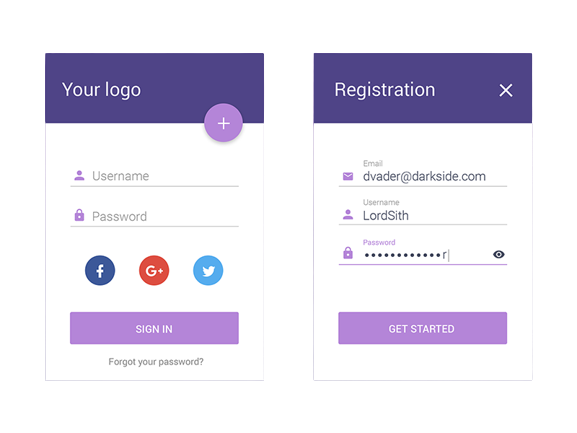 Your logo
Username
Password
f
G+
SIGN IN
Forgot your password?
Registration
Email
dvader@darkside.com
Username
LordSith
Password
••••••••••••r
GET STARTED